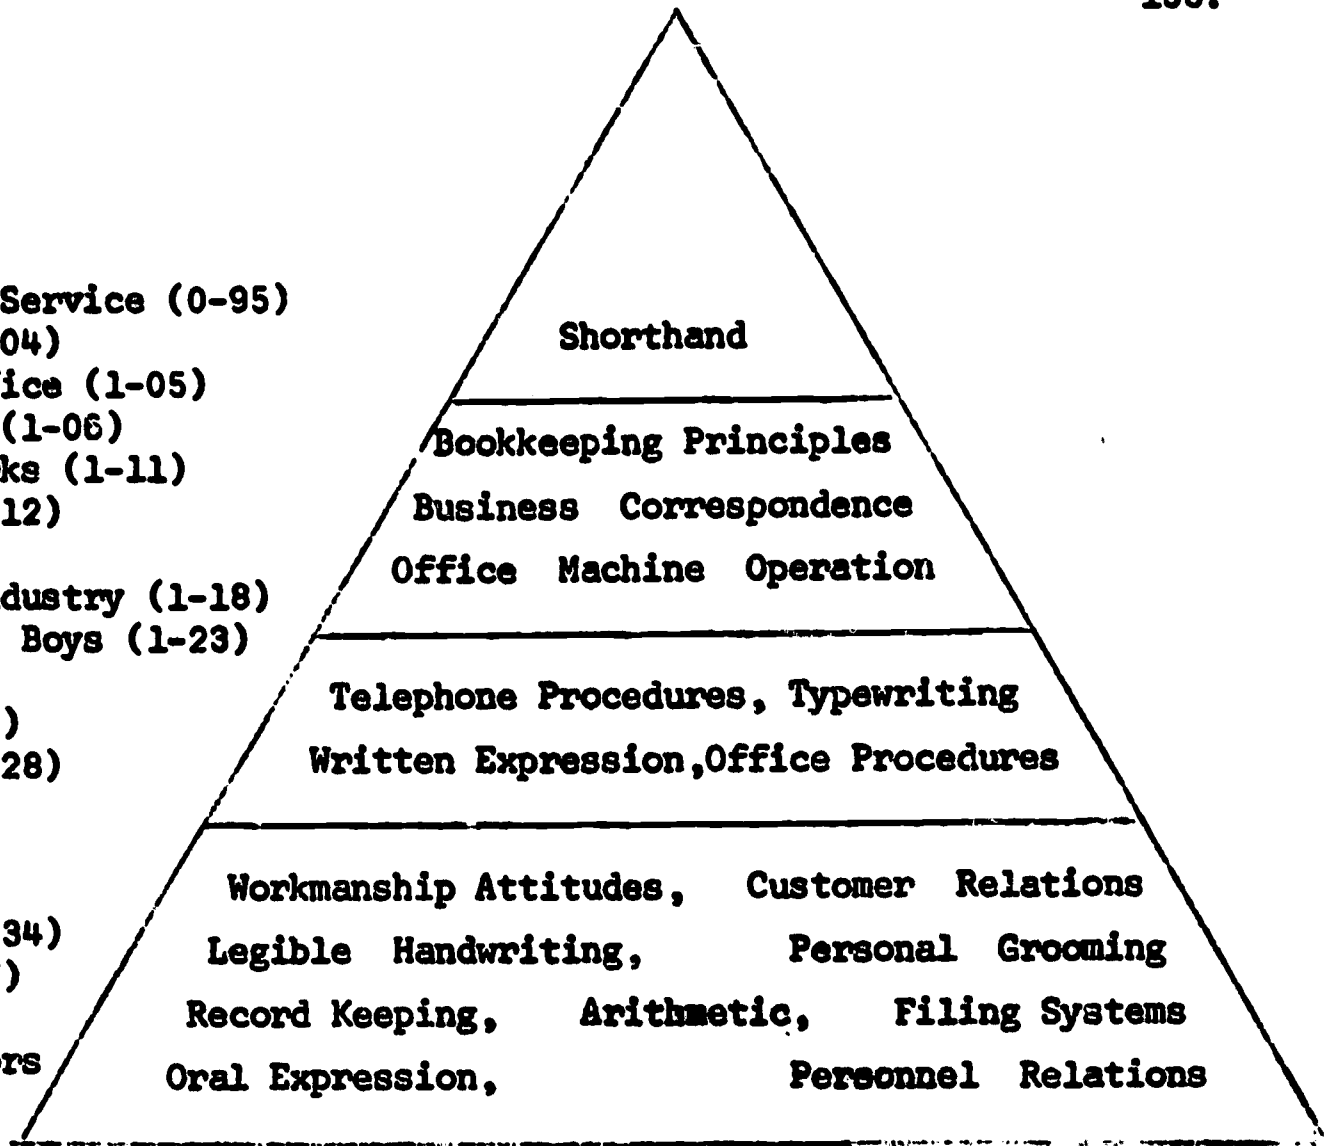 Service (0-95)
04)
ice (1-05)
(1-06)
ks (1-11)
12)
dustry (1-18)
Boys (1-23)
)
28)
34)
)
rs
Shorthand
Bookkeeping Principles
Business Correspondence
Office Machine Operation
Telephone Procedures, Typewriting
Written Expression,Office Procedures
Workmanship Attitudes, Customer Relations
Legible Handwriting, Personal Grooming
Record Keeping, Arithmetic, Filing Systems
Oral Expression, Personnel Relations